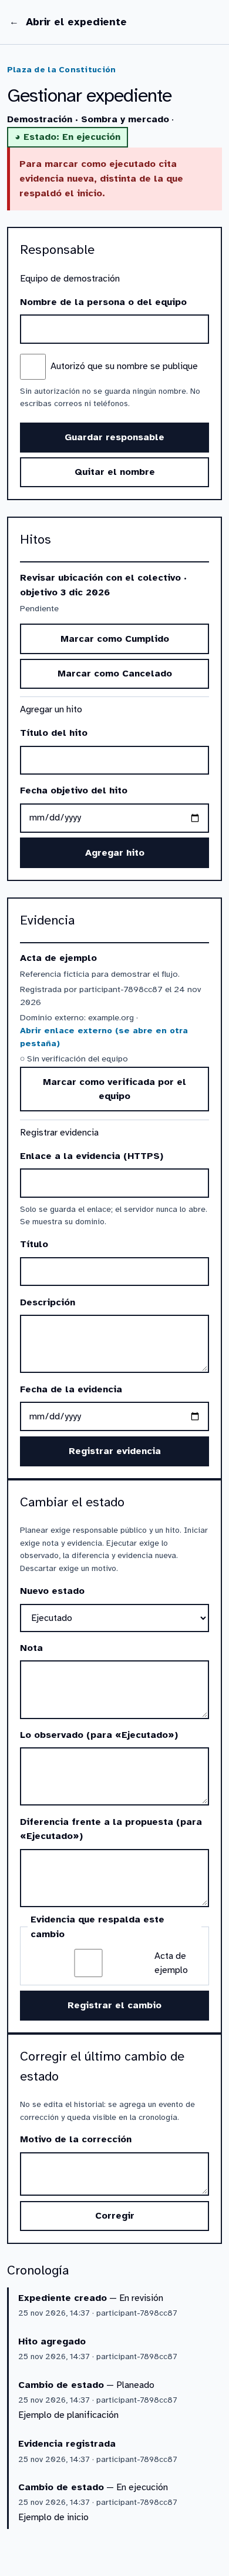 ← Abrir el expediente
Plaza de la Constitución
Gestionar expediente
Demostración · Sombra y mercado ·
Estado: En ejecución
Para marcar como ejecutado cita
evidencia nueva, distinta de la que
respaldó el inicio.
Responsable
Equipo de demostración
Nombre de la persona o del equipo
Autorizó que su nombre se publique
Sin autorización no se guarda ningún nombre. No
escribas correos ni teléfonos.
Guardar responsable
Quitar el nombre
Hitos
Revisar ubicación con el colectivo ·
objetivo 3 dic 2026
Pendiente
Marcar como Cumplido
Marcar como Cancelado
Agregar un hito
Título del hito
Fecha objetivo del hito
mm/dd/yyyy
Agregar hito
Evidencia
Acta de ejemplo
Referencia ficticia para demostrar el flujo.
Registrada por participant-7898cc87 el 24 nov
2026
Dominio externo: example.org ·
Abrir enlace externo (se abre en otra
pestaña)
○ Sin verificación del equipo
Marcar como verificada por el
equipo
Registrar evidencia
Enlace a la evidencia (HTTPS)
Solo se guarda el enlace; el servidor nunca lo abre.
Se muestra su dominio.
Título
Descripción
Fecha de la evidencia
mm/dd/yyyy
Registrar evidencia
Cambiar el estado
Planear exige responsable público y un hito. Iniciar
exige nota y evidencia. Ejecutar exige lo
observado, la diferencia y evidencia nueva.
Descartar exige un motivo.
Nuevo estado
Ejecutado
Nota
Lo observado (para «Ejecutado»)
Diferencia frente a la propuesta (para
«Ejecutado»)
Evidencia que respalda este
cambio
Acta de
ejemplo
Registrar el cambio
Corregir el último cambio de
estado
No se edita el historial: se agrega un evento de
corrección y queda visible en la cronología.
Motivo de la corrección
Corregir
Cronología
Expediente creado — En revisión
25 nov 2026, 14:37 · participant-7898cc87
Hito agregado
25 nov 2026, 14:37 · participant-7898cc87
Cambio de estado — Planeado
25 nov 2026, 14:37 · participant-7898cc87
Ejemplo de planificación
Evidencia registrada
25 nov 2026, 14:37 · participant-7898cc87
Cambio de estado — En ejecución
25 nov 2026, 14:37 · participant-7898cc87
Ejemplo de inicio